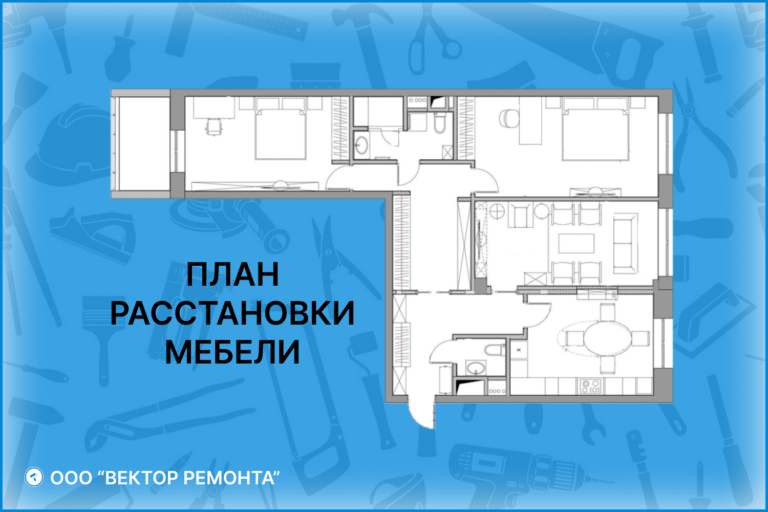 ПЛАН
РАССТАНОВКИ
МЕБЕЛИ
ООО “ВЕКТОР РЕМОНТА”